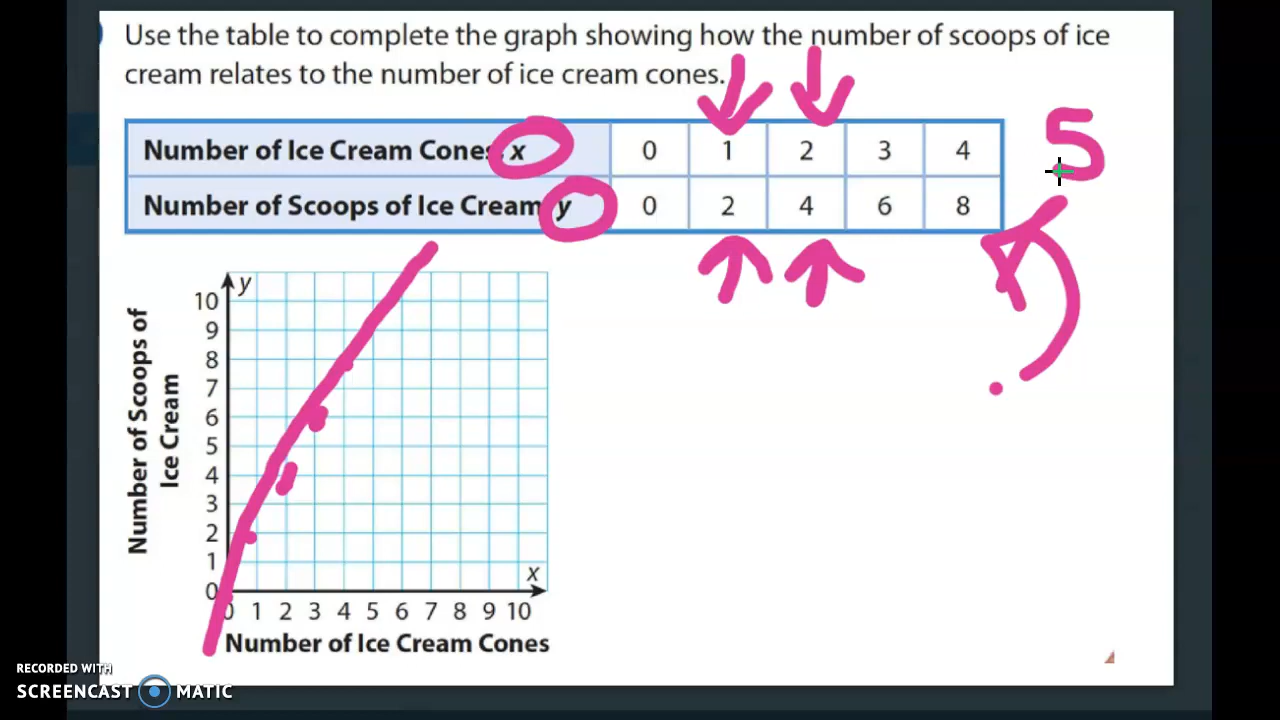 Use the table to complete the graph showing how the number of scoops of ice
cream relates to the number of ice cream cones.
Number of Ice Cream Cones, x 0 1 2 3 4 5
Number of Scoops of Ice Cream, y 0 2 4 6 8
Number of Scoops of
Ice Cream
y
10
9
8
7
6
5
4
3
2
1
0
x
0 1 2 3 4 5 6 7 8 9 10
Number of Ice Cream Cones
RECORDED WITH
SCREENCAST MATIC